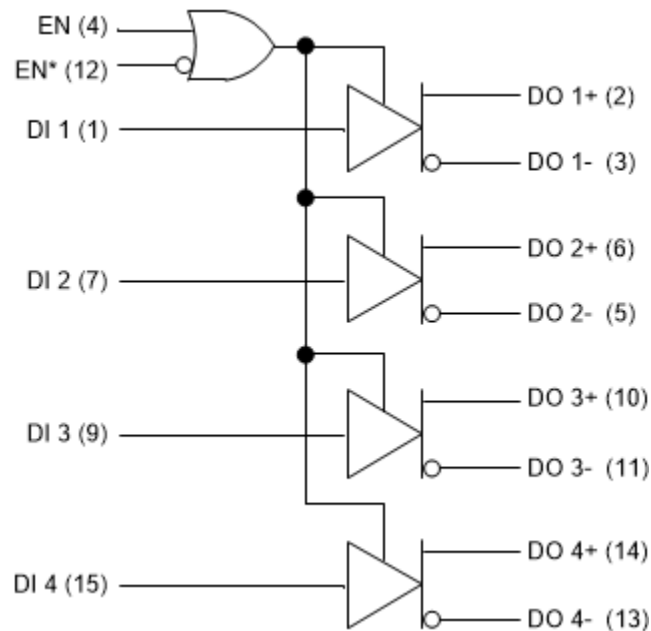 EN (4)
EN* (12)
DI 1 (1)
DO 1+ (2)
DO 1- (3)
DI 2 (7)
DO 2+ (6)
DO 2- (5)
DI 3 (9)
DO 3+ (10)
DO 3- (11)
DI 4 (15)
DO 4+ (14)
DO 4- (13)